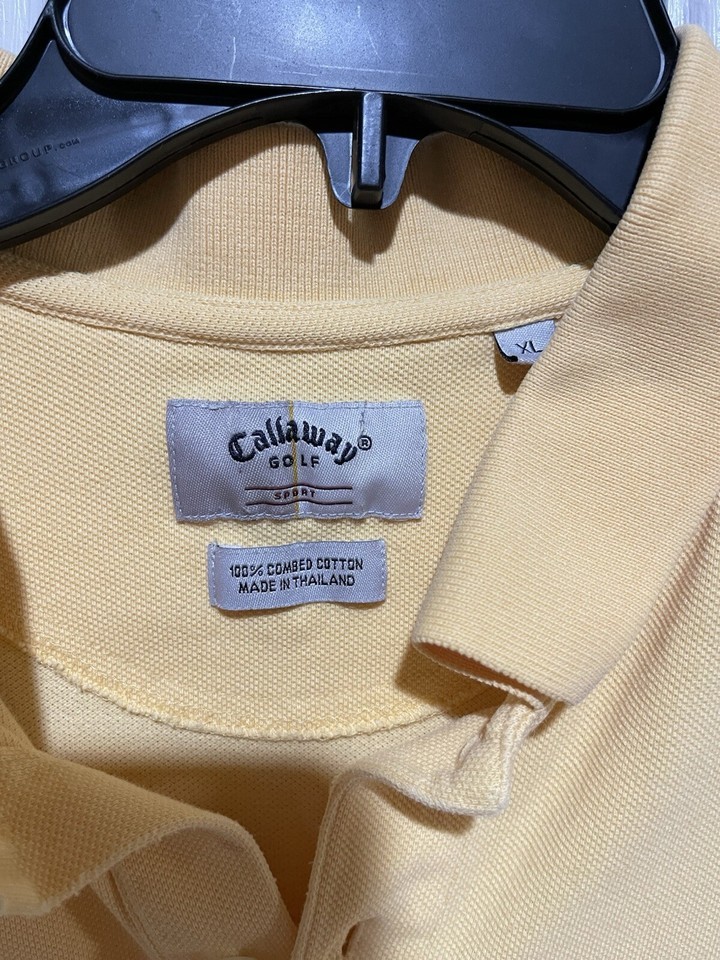 XL
Callaway®
GOLF
SPORT
100% COMBED COTTON
MADE IN THAILAND